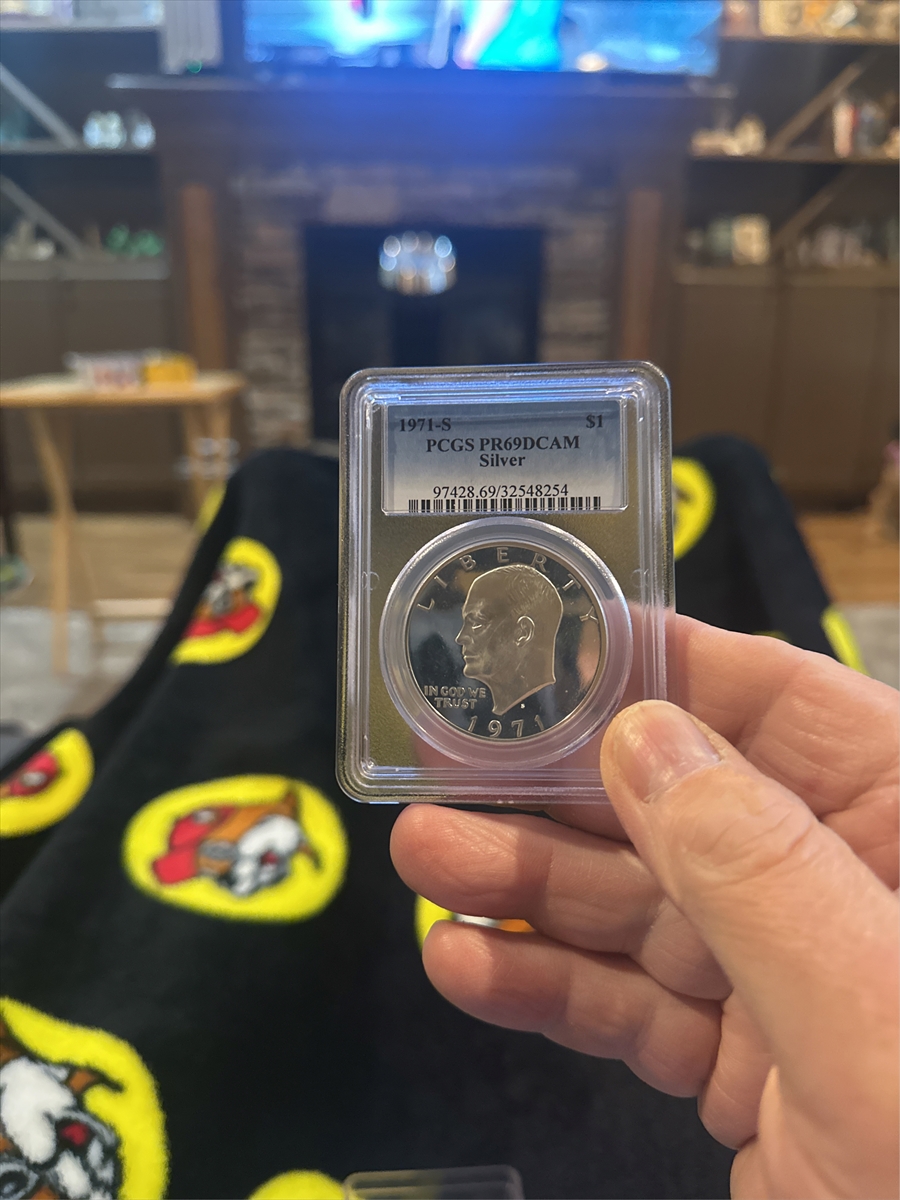 1971-S $1
PCGS PR69DCAM
Silver
97428.69/32548254
LIBERTY
IN GOD WE
TRUST
1971